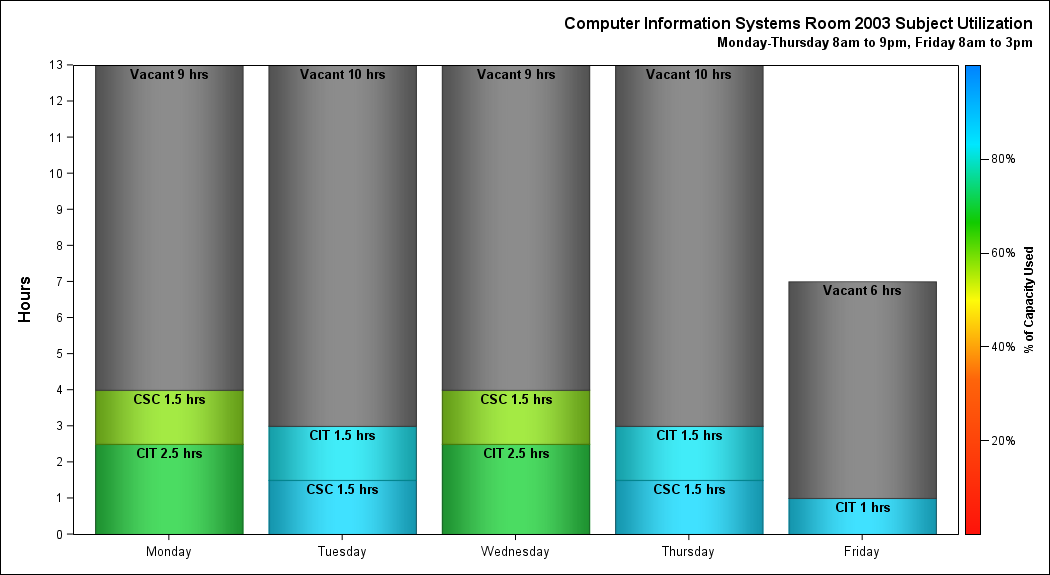 Computer Information Systems Room 2003 Subject Utilization
Monday-Thursday 8am to 9pm, Friday 8am to 3pm
Hours
13
12
11
10
9
8
7
6
5
4
3
2
1
0
Vacant 9 hrs
CSC 1.5 hrs
CIT 2.5 hrs
Vacant 10 hrs
CIT 1.5 hrs
CSC 1.5 hrs
Vacant 9 hrs
CSC 1.5 hrs
CIT 2.5 hrs
Vacant 10 hrs
CIT 1.5 hrs
CSC 1.5 hrs
Vacant 6 hrs
CIT 1 hrs
Monday
Tuesday
Wednesday
Thursday
Friday
80%
60%
40%
20%
% of Capacity Used